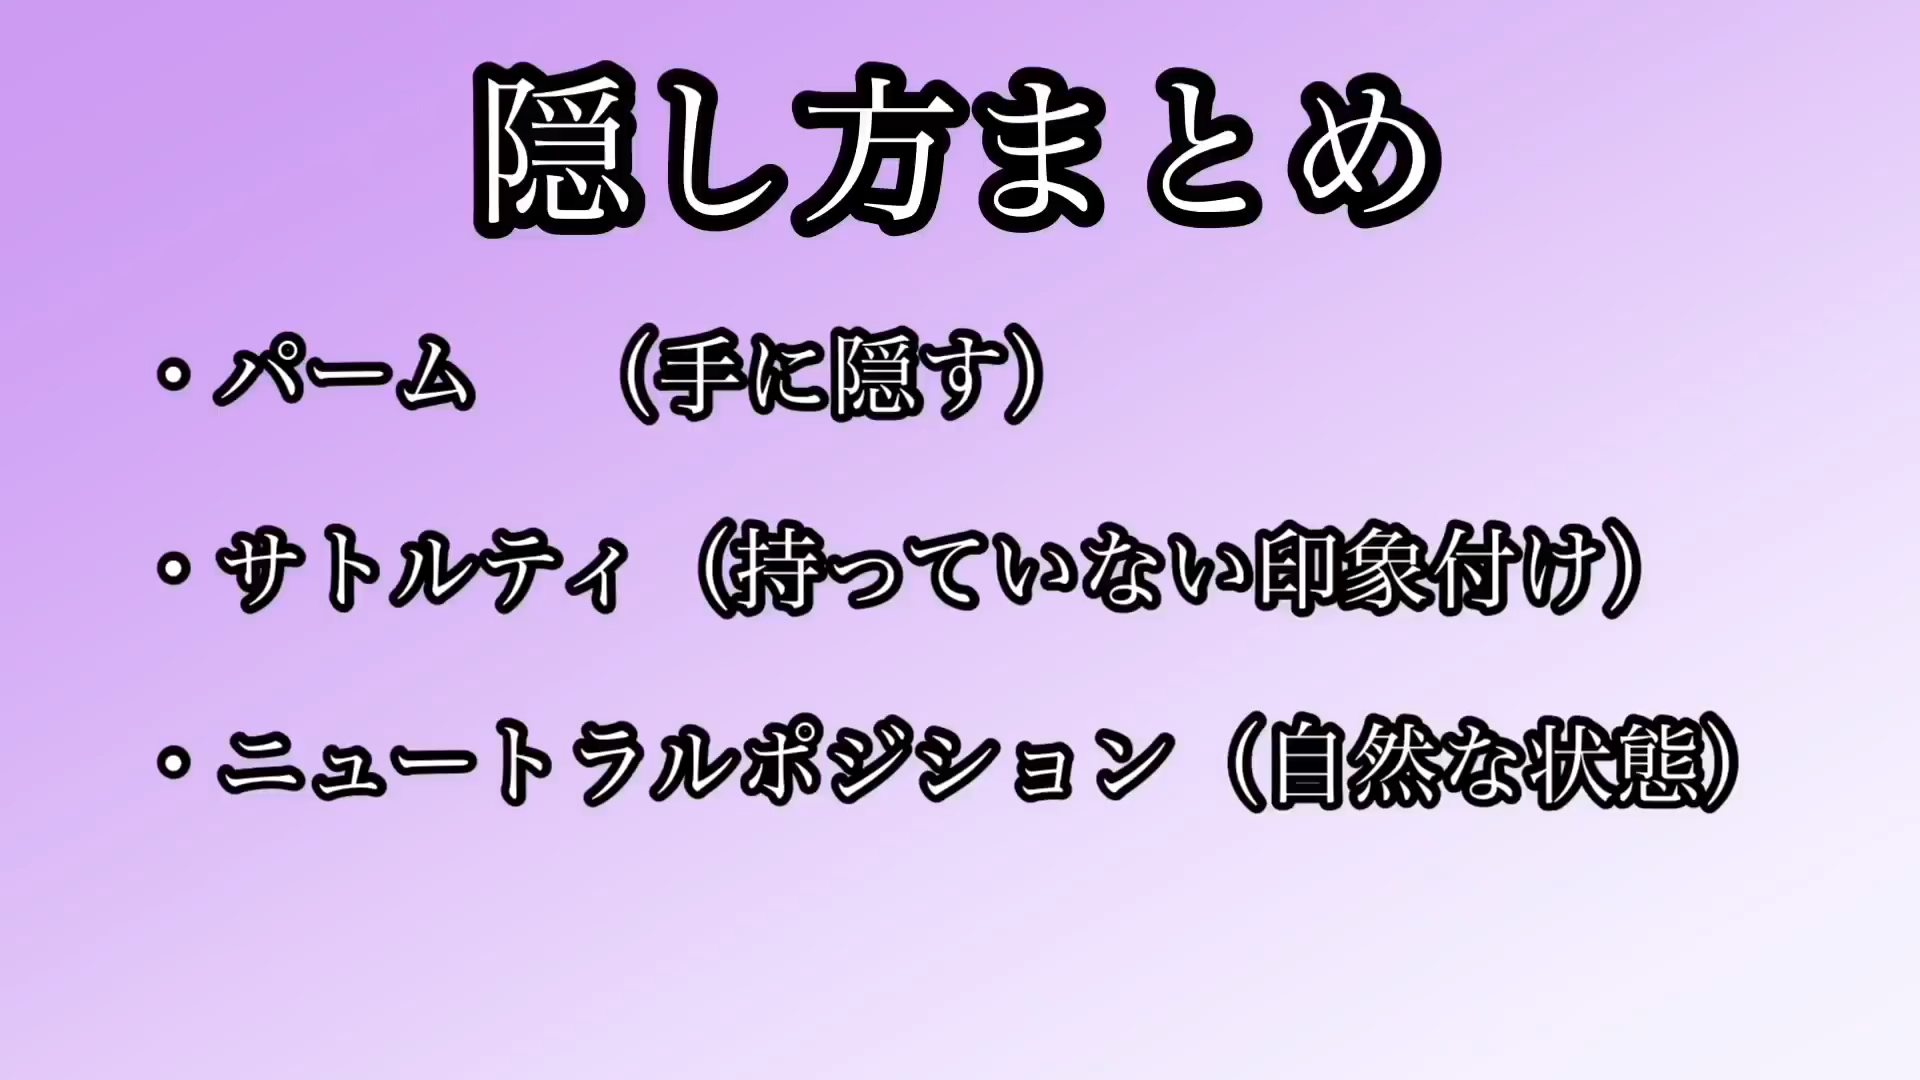 隠し方まとめ
・パーム　（手に隠す）
・サトルティ（持っていない印象付け）
・ニュートラルポジション（自然な状態）